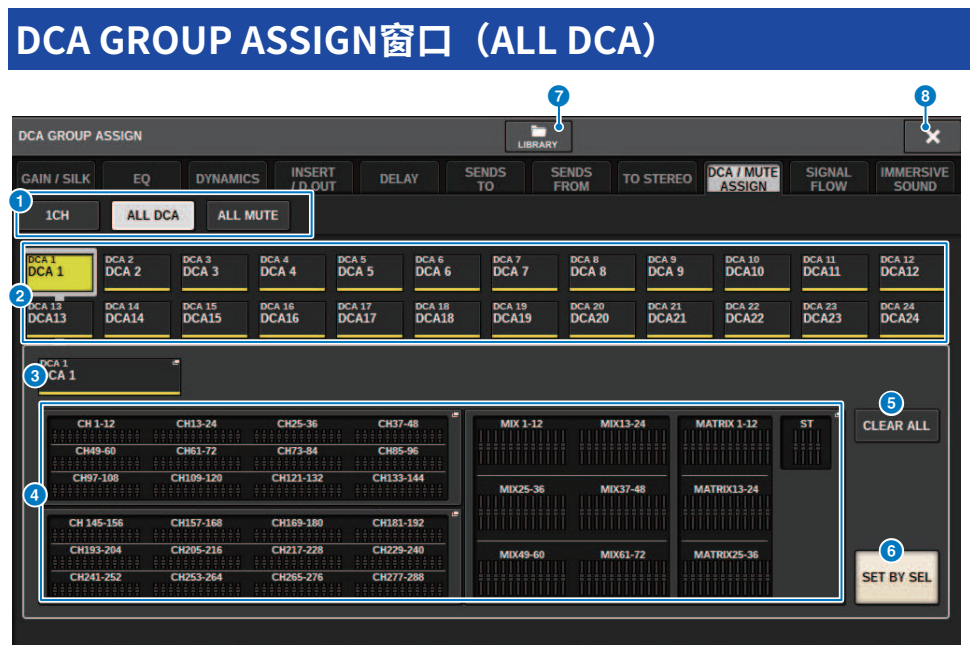 DCA GROUP ASSIGN窗口（ALL DCA）
7
8
DCA GROUP ASSIGN
LIBRARY
GAIN / SILK
EQ
DYNAMICS
INSERT
/ D.OUT
DELAY
SENDS
TO
SENDS
FROM
TO STEREO
DCA / MUTE
ASSIGN
SIGNAL
FLOW
IMMERSIVE
SOUND
1
1CH
ALL DCA
ALL MUTE
2
DCA 1
DCA 1
DCA 2
DCA 2
DCA 3
DCA 3
DCA 4
DCA 4
DCA 5
DCA 5
DCA 6
DCA 6
DCA 7
DCA 7
DCA 8
DCA 8
DCA 9
DCA 9
DCA 10
DCA10
DCA 11
DCA11
DCA 12
DCA12
DCA 13
DCA13
DCA 14
DCA14
DCA 15
DCA15
DCA 16
DCA16
DCA 17
DCA17
DCA 18
DCA18
DCA 19
DCA19
DCA 20
DCA20
DCA 21
DCA21
DCA 22
DCA22
DCA 23
DCA23
DCA 24
DCA24
3
DCA 1
DCA 1
4
CH 1-12
CH13-24
CH25-36
CH37-48
CH49-60
CH61-72
CH73-84
CH85-96
CH97-108
CH109-120
CH121-132
CH133-144
CH 145-156
CH157-168
CH169-180
CH181-192
CH193-204
CH205-216
CH217-228
CH229-240
CH241-252
CH253-264
CH265-276
CH277-288
MIX 1-12
MIX13-24
MATRIX 1-12
ST
MIX25-36
MIX37-48
MATRIX13-24
MIX49-60
MIX61-72
MATRIX25-36
5
CLEAR ALL
6
SET BY SEL